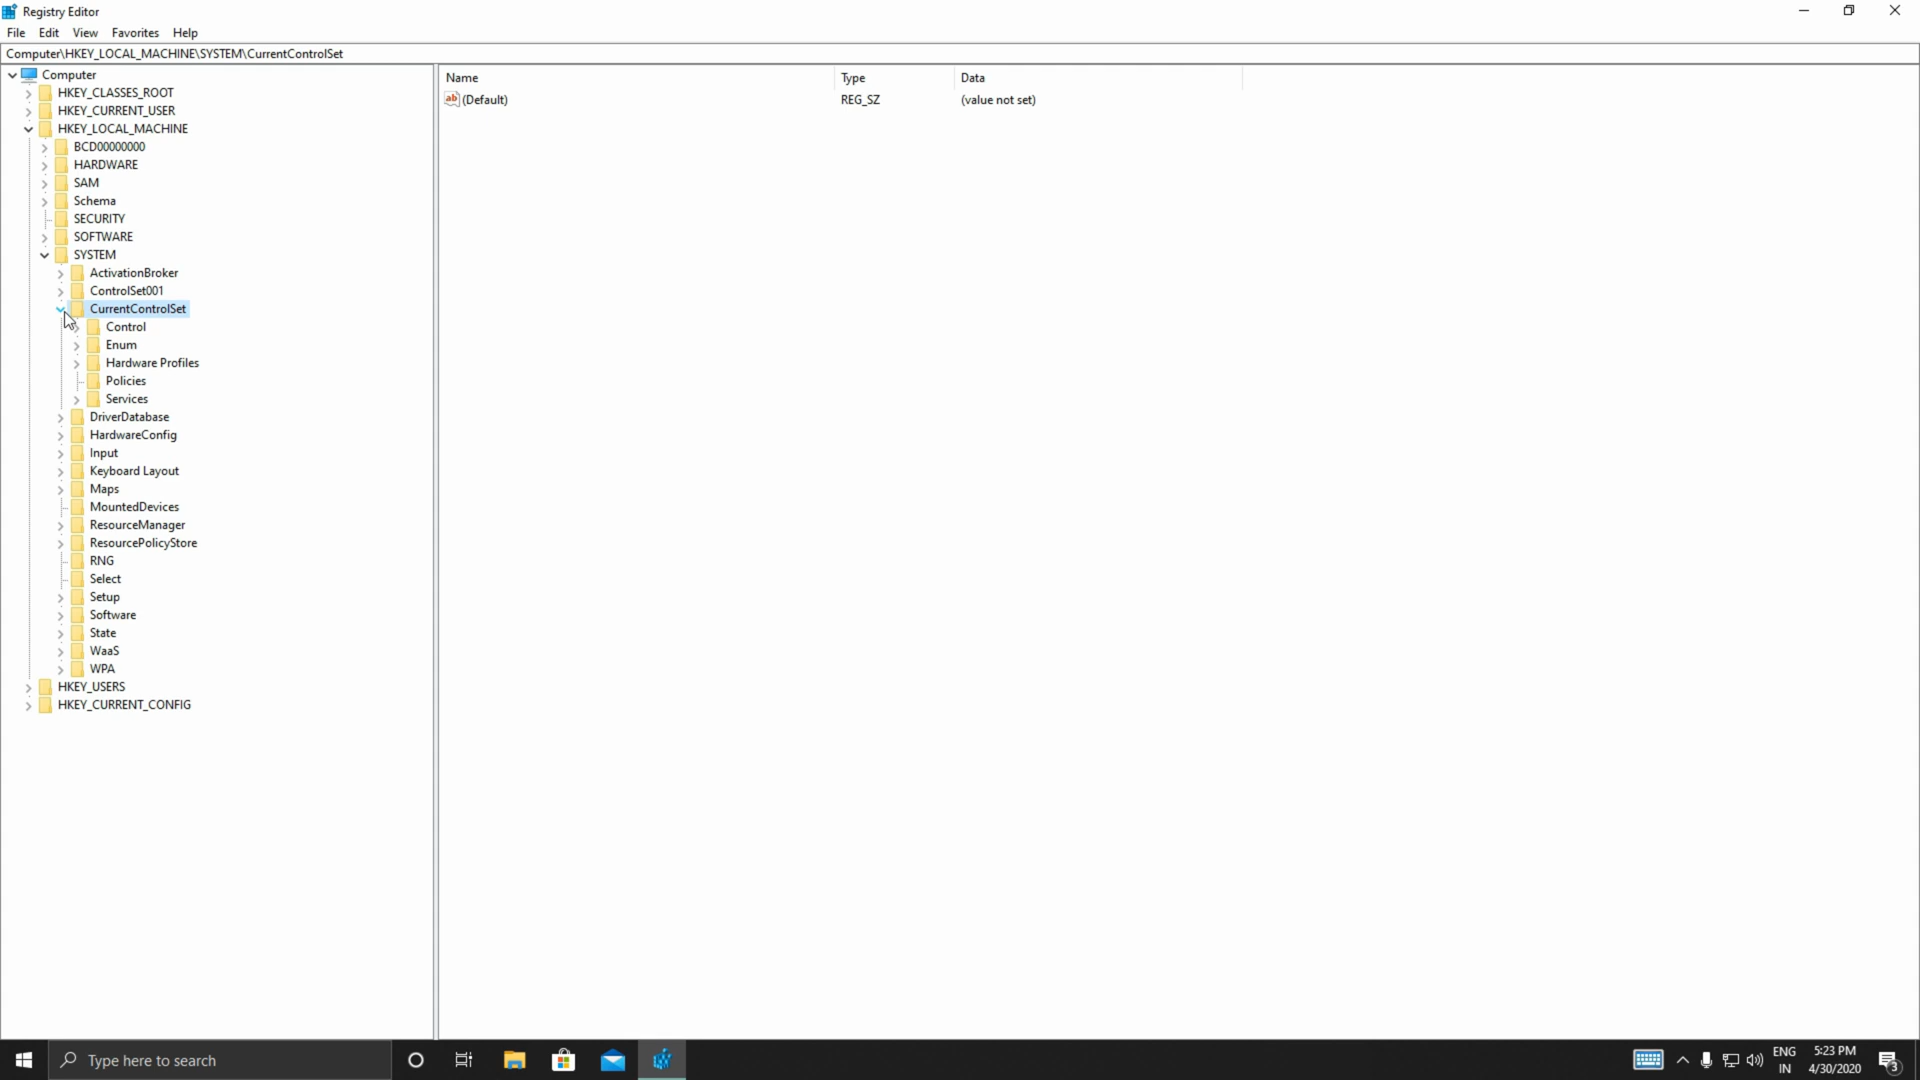 Registry Editor
File Edit View Favorites Help
Computer\HKEY_LOCAL_MACHINE\SYSTEM\CurrentControlSet
Computer
HKEY_CLASSES_ROOT
HKEY_CURRENT_USER
HKEY_LOCAL_MACHINE
BCD00000000
HARDWARE
SAM
Schema
SECURITY
SOFTWARE
SYSTEM
ActivationBroker
ControlSet001
CurrentControlSet
Control
Enum
Hardware Profiles
Policies
Services
DriverDatabase
HardwareConfig
Input
Keyboard Layout
Maps
MountedDevices
ResourceManager
ResourcePolicyStore
RNG
Select
Setup
Software
State
WaaS
WPA
HKEY_USERS
HKEY_CURRENT_CONFIG
Name Type Data
ab (Default) REG_SZ (value not set)
Type here to search
ENG
IN
5:23 PM
4/30/2020
3